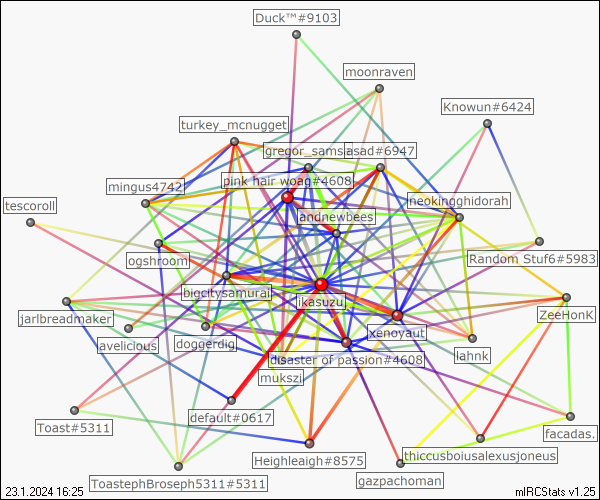 Duck™#9103
moonraven
Knowun#6424
turkey_mcnugget
gregor_samsa
asad#6947
pink hair woag#4608
mingus4742
ineokingghidorah
tescoroll
andnewbees
ogshroom
Random Stuf6#5983
bigcitysamurai
ikasuzu
jarlbreadmaker
xenoyaut
ZeeHonK
avelicious
doggerdig
lahnk
disaster of passion#4608
mukszi
default#0617
Toast#5311
facadas.
Heighleaigh#8575
thiccusboiusalexusjoneus
ToastephBroseph5311#5311
gazpachoman
23.1.2024 16:25
mIRCStats v1.25